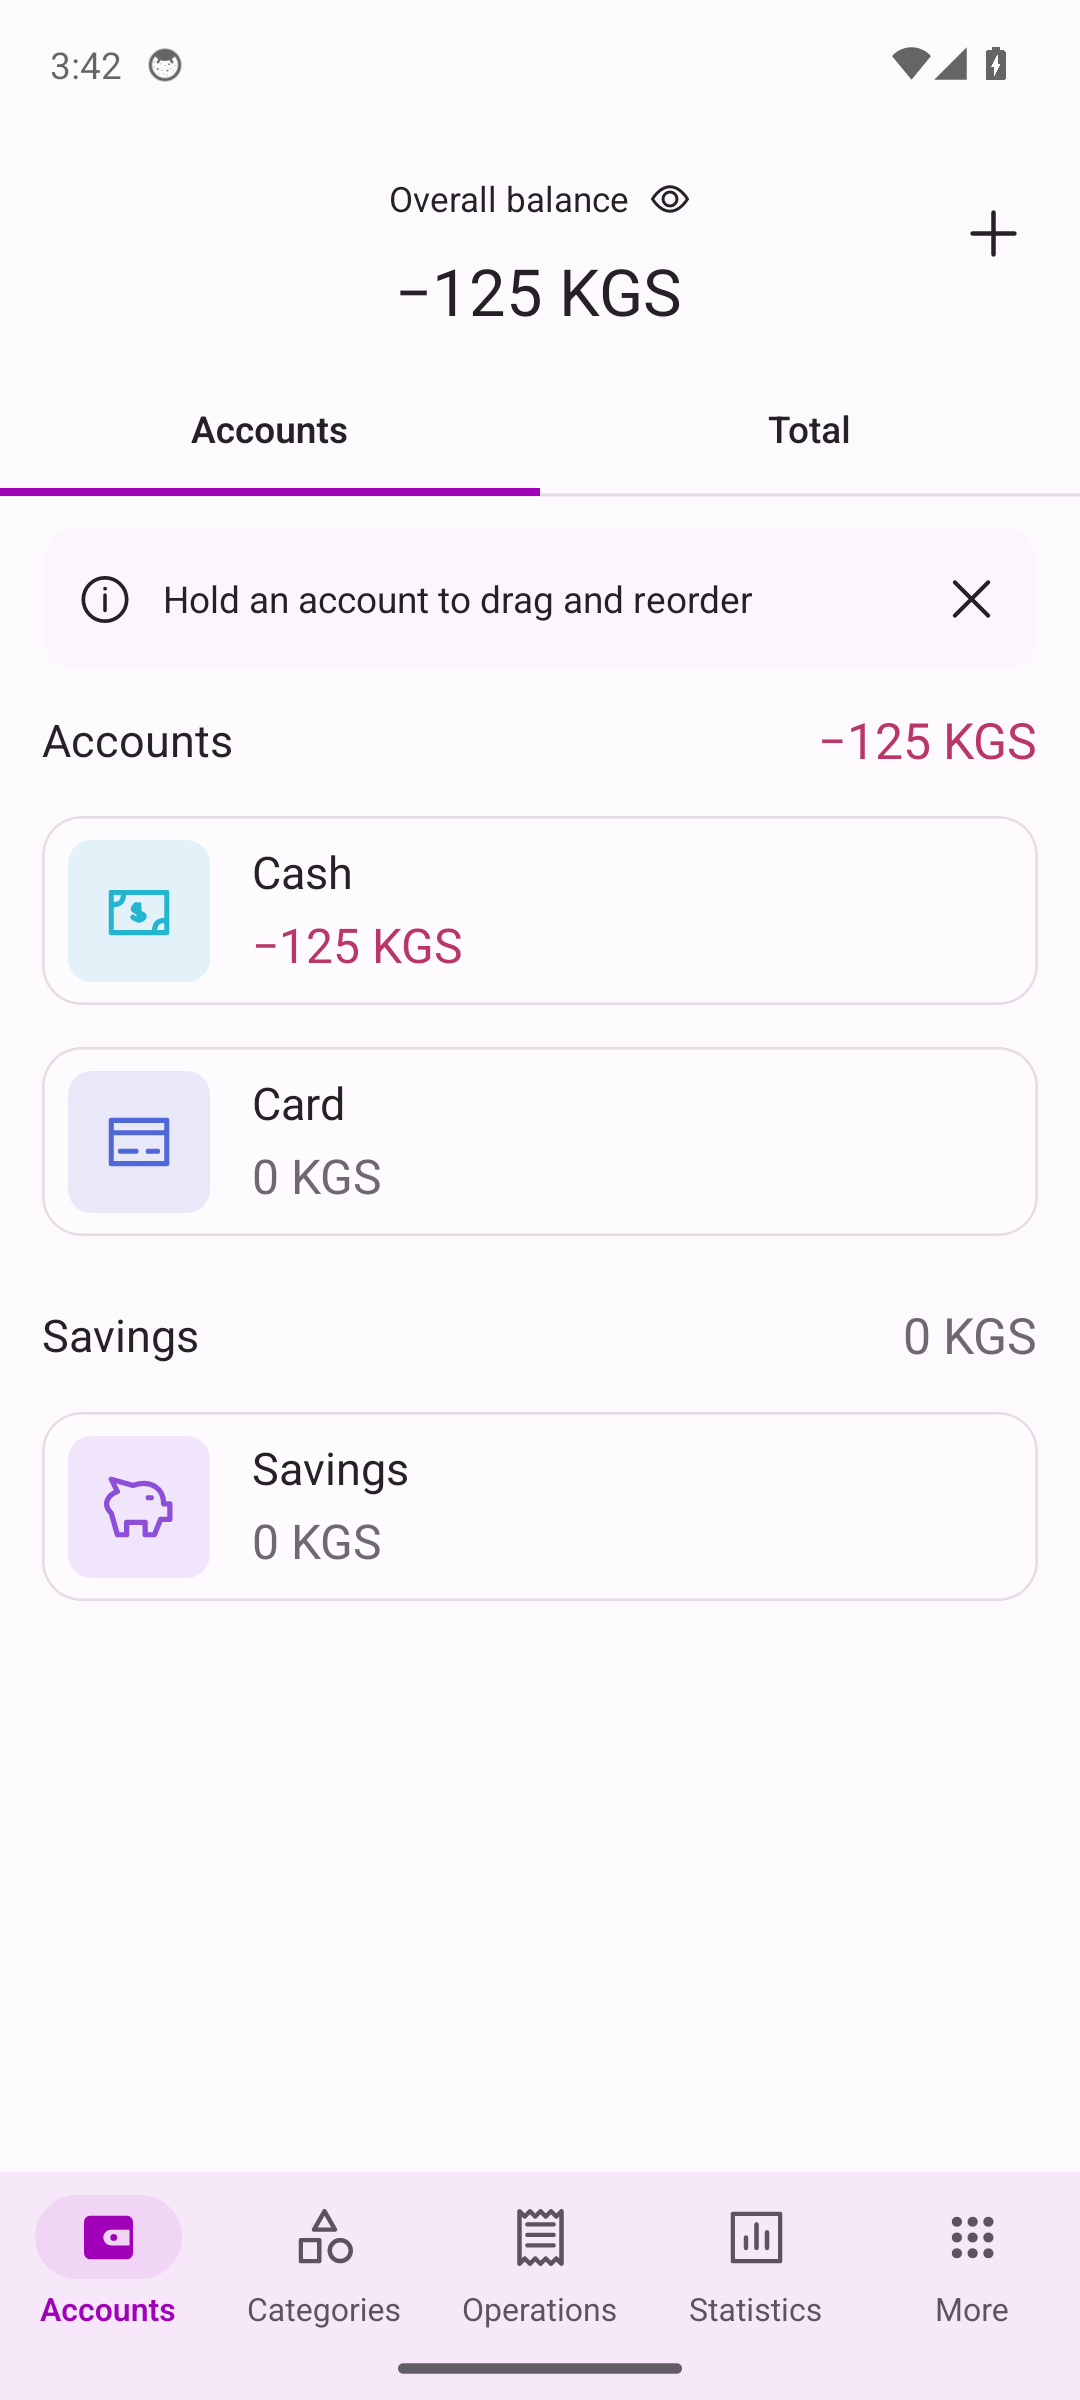 3:42
Overall balance
−125 KGS
Accounts
Total
Hold an account to drag and reorder
Accounts
−125 KGS
Cash
−125 KGS
Card
0 KGS
Savings
0 KGS
Savings
0 KGS
Accounts
Categories
Operations
Statistics
More